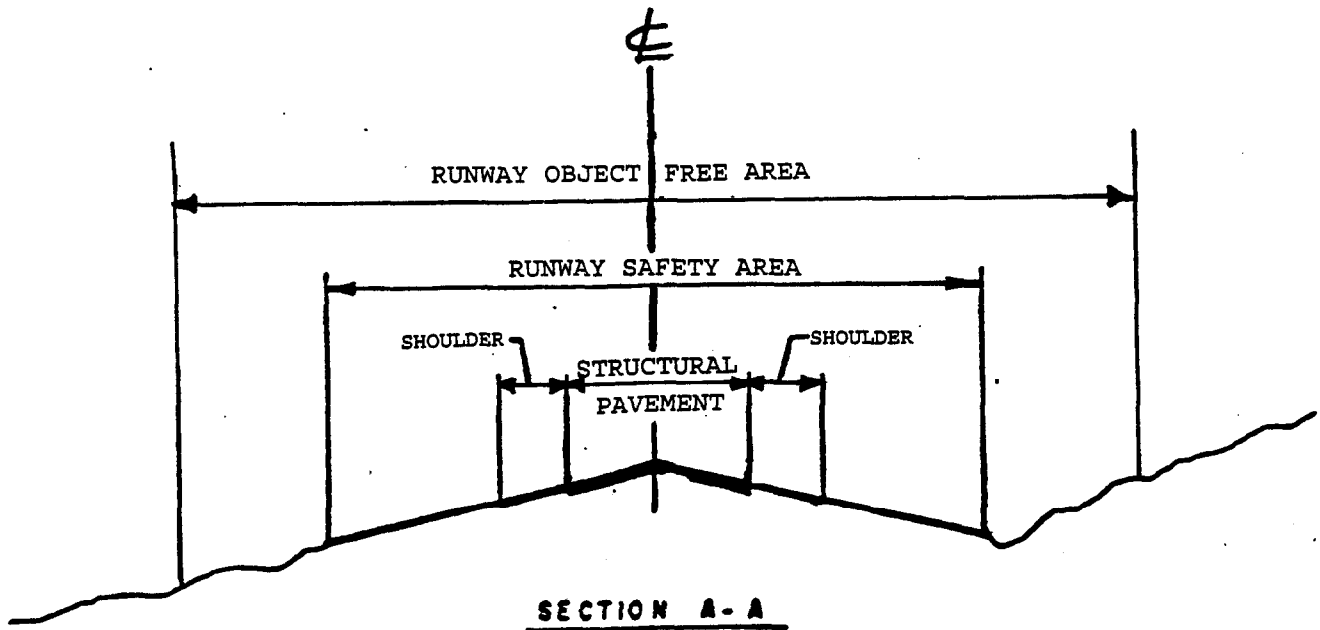 ℄
RUNWAY OBJECT FREE AREA
RUNWAY SAFETY AREA
SHOULDER
SHOULDER
STRUCTURAL
PAVEMENT
SECTION A-A